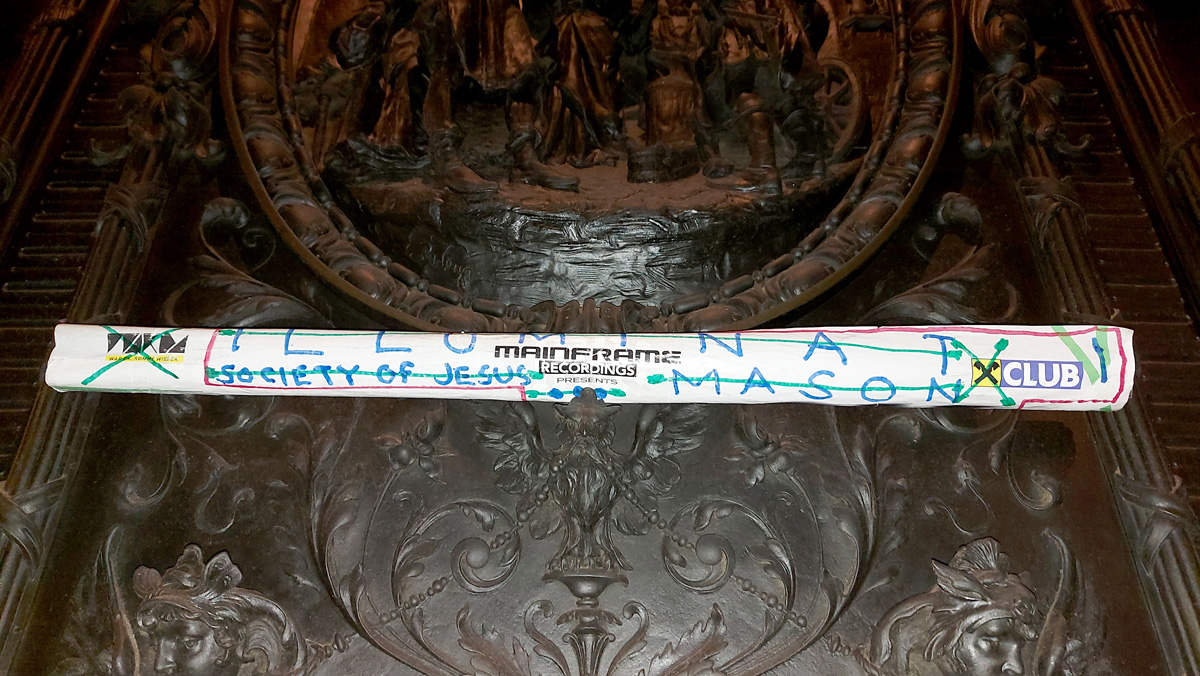 ILLUMINATI
MAINFRAME
RECORDINGS
PRESENTS
SOCIETY OF JESUS
MASON
CLUB